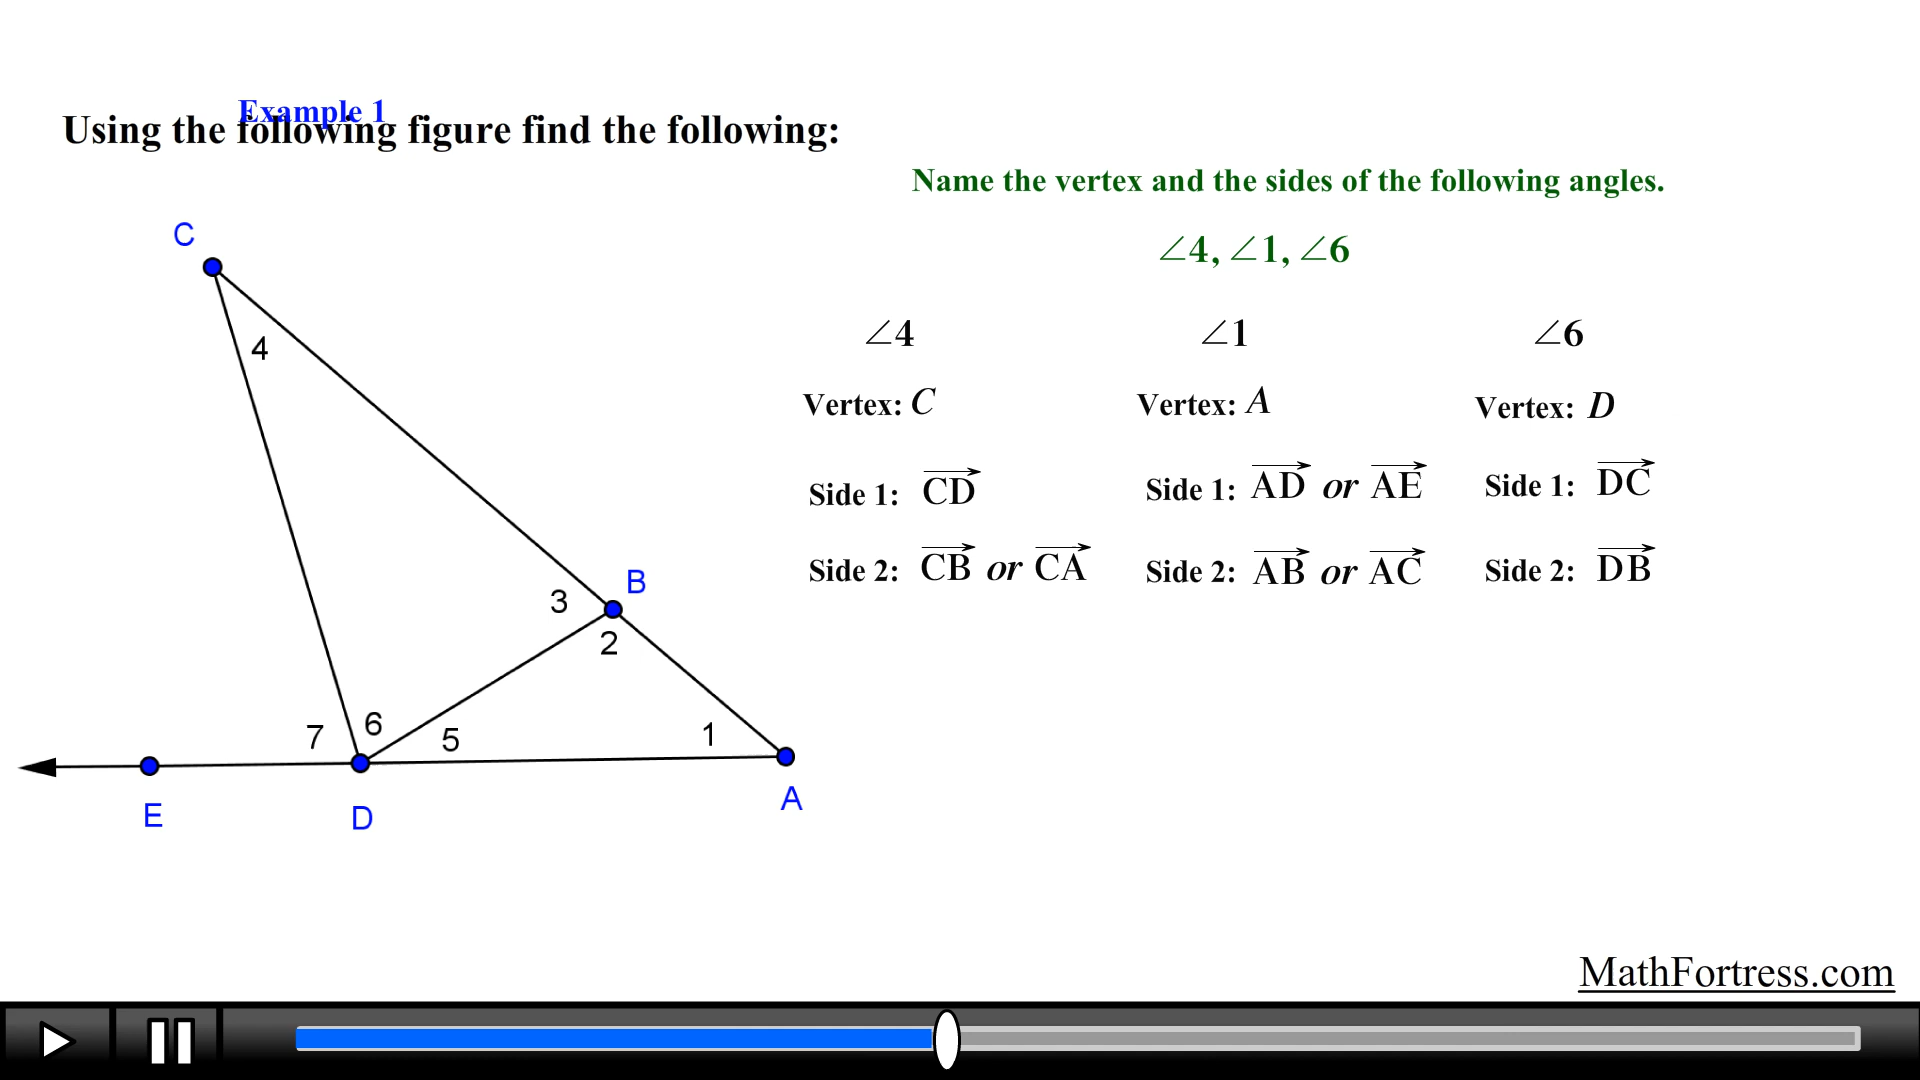 Example 1
Using the following figure find the following:
Name the vertex and the sides of the following angles.
∠4, ∠1, ∠6
∠4 ∠1 ∠6
Vertex: C Vertex: A Vertex: D
Side 1: CD Side 1: AD or AE Side 1: DC
Side 2: CB or CA Side 2: AB or AC Side 2: DB
C
4
B
3
2
7 6 5 1
E D A
MathFortress.com